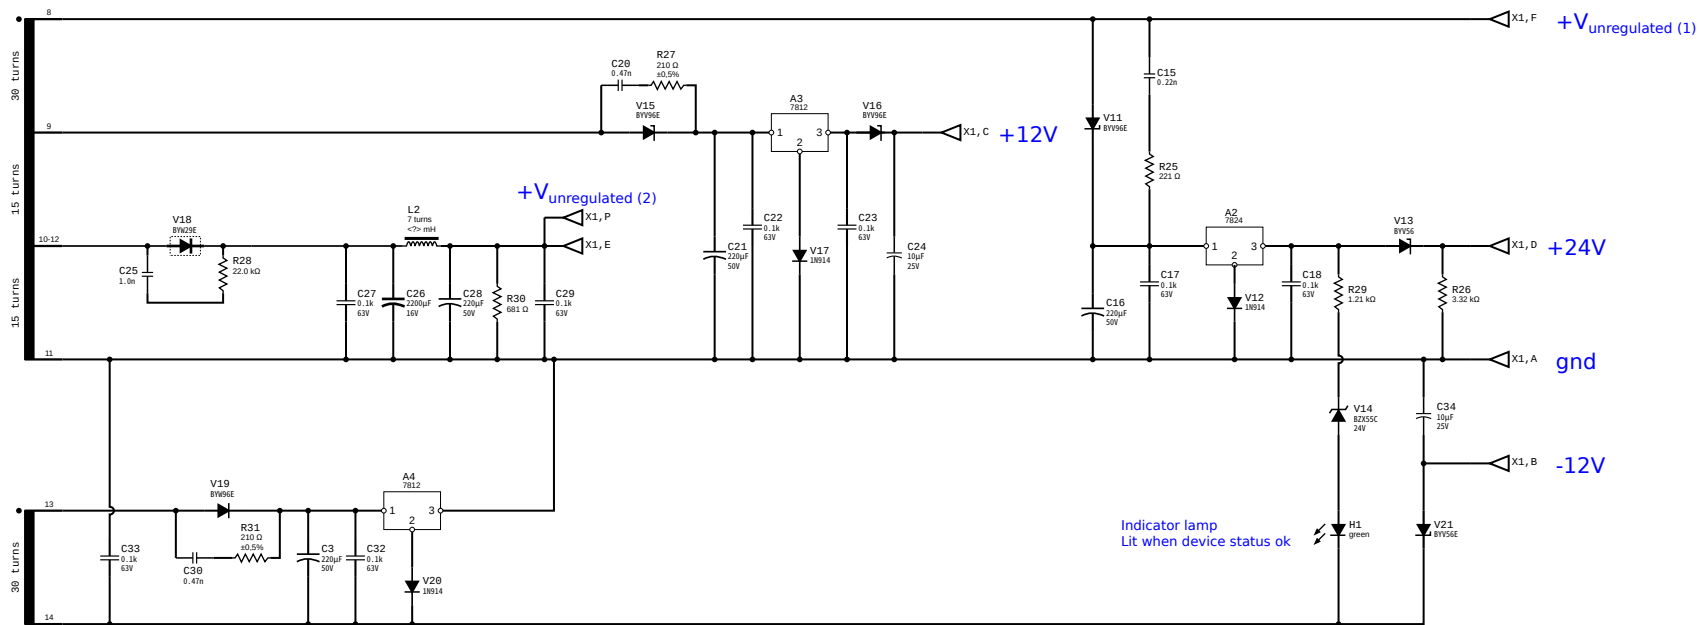 8
X1,F
+Vunregulated (1)
30 turns
C20
0.47n
R27
210 Ω
±0,5%
V15
BYV96E
A3
7812
1
3
2
V16
BYV96E
9
X1,C
+12V
C15
0.22n
V11
BYV96E
R25
221 Ω
15 turns
+Vunregulated (2)
X1,P
X1,E
V18
BYW29E
L2
7 turns
<?> mH
10-12
C25
1.0n
R28
22.0 kΩ
C27
0.1k
63V
C26
2200µF
16V
C28
220µF
50V
R30
681 Ω
C29
0.1k
63V
C21
220µF
50V
C22
0.1k
63V
V17
1N914
C23
0.1k
63V
C24
10µF
25V
A2
7824
1
3
2
V13
BYV56
X1,D
+24V
C16
220µF
50V
C17
0.1k
63V
V12
1N914
C18
0.1k
63V
R29
1.21 kΩ
R26
3.32 kΩ
15 turns
11
X1,A
gnd
V14
BZX55C
24V
C34
10µF
25V
X1,B
-12V
13
V19
BYW96E
A4
7812
1
3
2
R31
210 Ω
±0,5%
C30
0.47n
C33
0.1k
63V
C3
220µF
50V
C32
0.1k
63V
V20
1N914
Indicator lamp
Lit when device status ok
H1
green
V21
BYV56E
30 turns
14